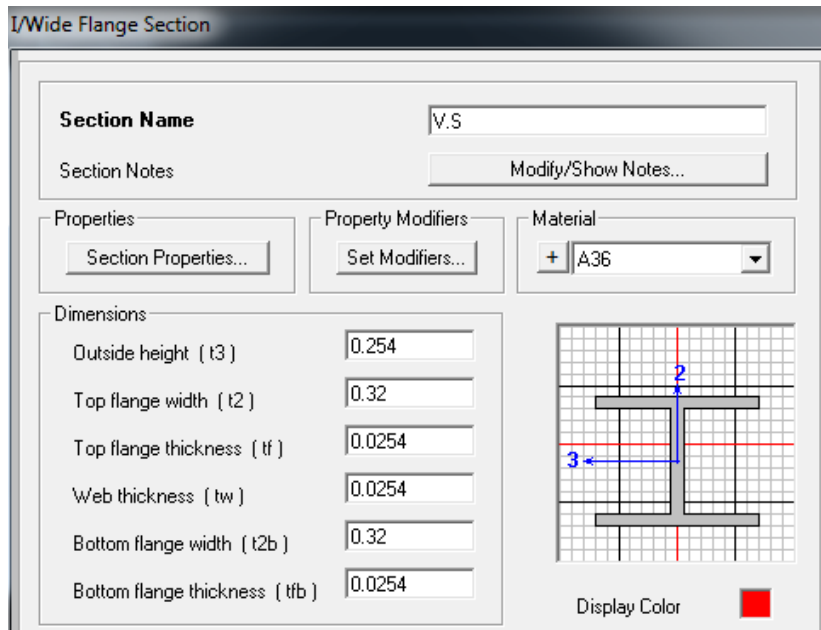 I/Wide Flange Section
Section Name V.S
Section Notes Modify/Show Notes...
Properties Property Modifiers Material
Section Properties... Set Modifiers... + A36
Dimensions
Outside height ( t3 ) 0.254
Top flange width ( t2 ) 0.32
Top flange thickness ( tf ) 0.0254
Web thickness ( tw ) 0.0254
Bottom flange width ( t2b ) 0.32
Bottom flange thickness ( tfb ) 0.0254
2
3
Display Color